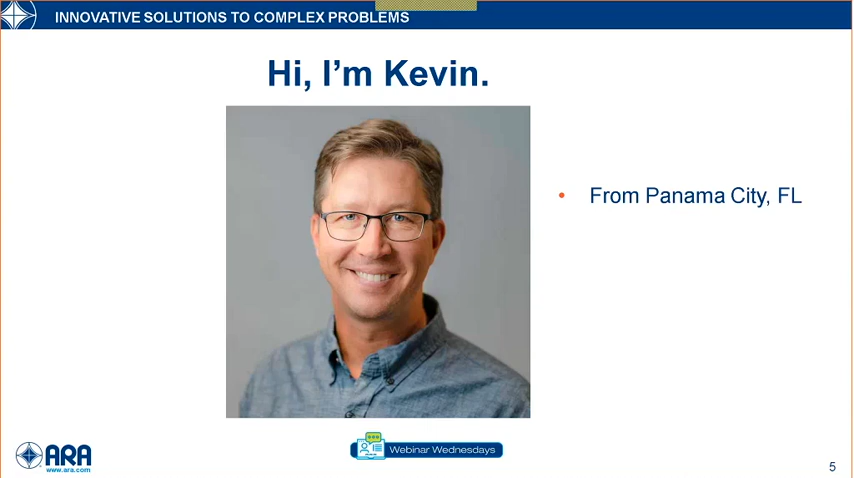 INNOVATIVE SOLUTIONS TO COMPLEX PROBLEMS
Hi, I’m Kevin.
• From Panama City, FL
ARA
www.ara.com
Webinar Wednesdays
5